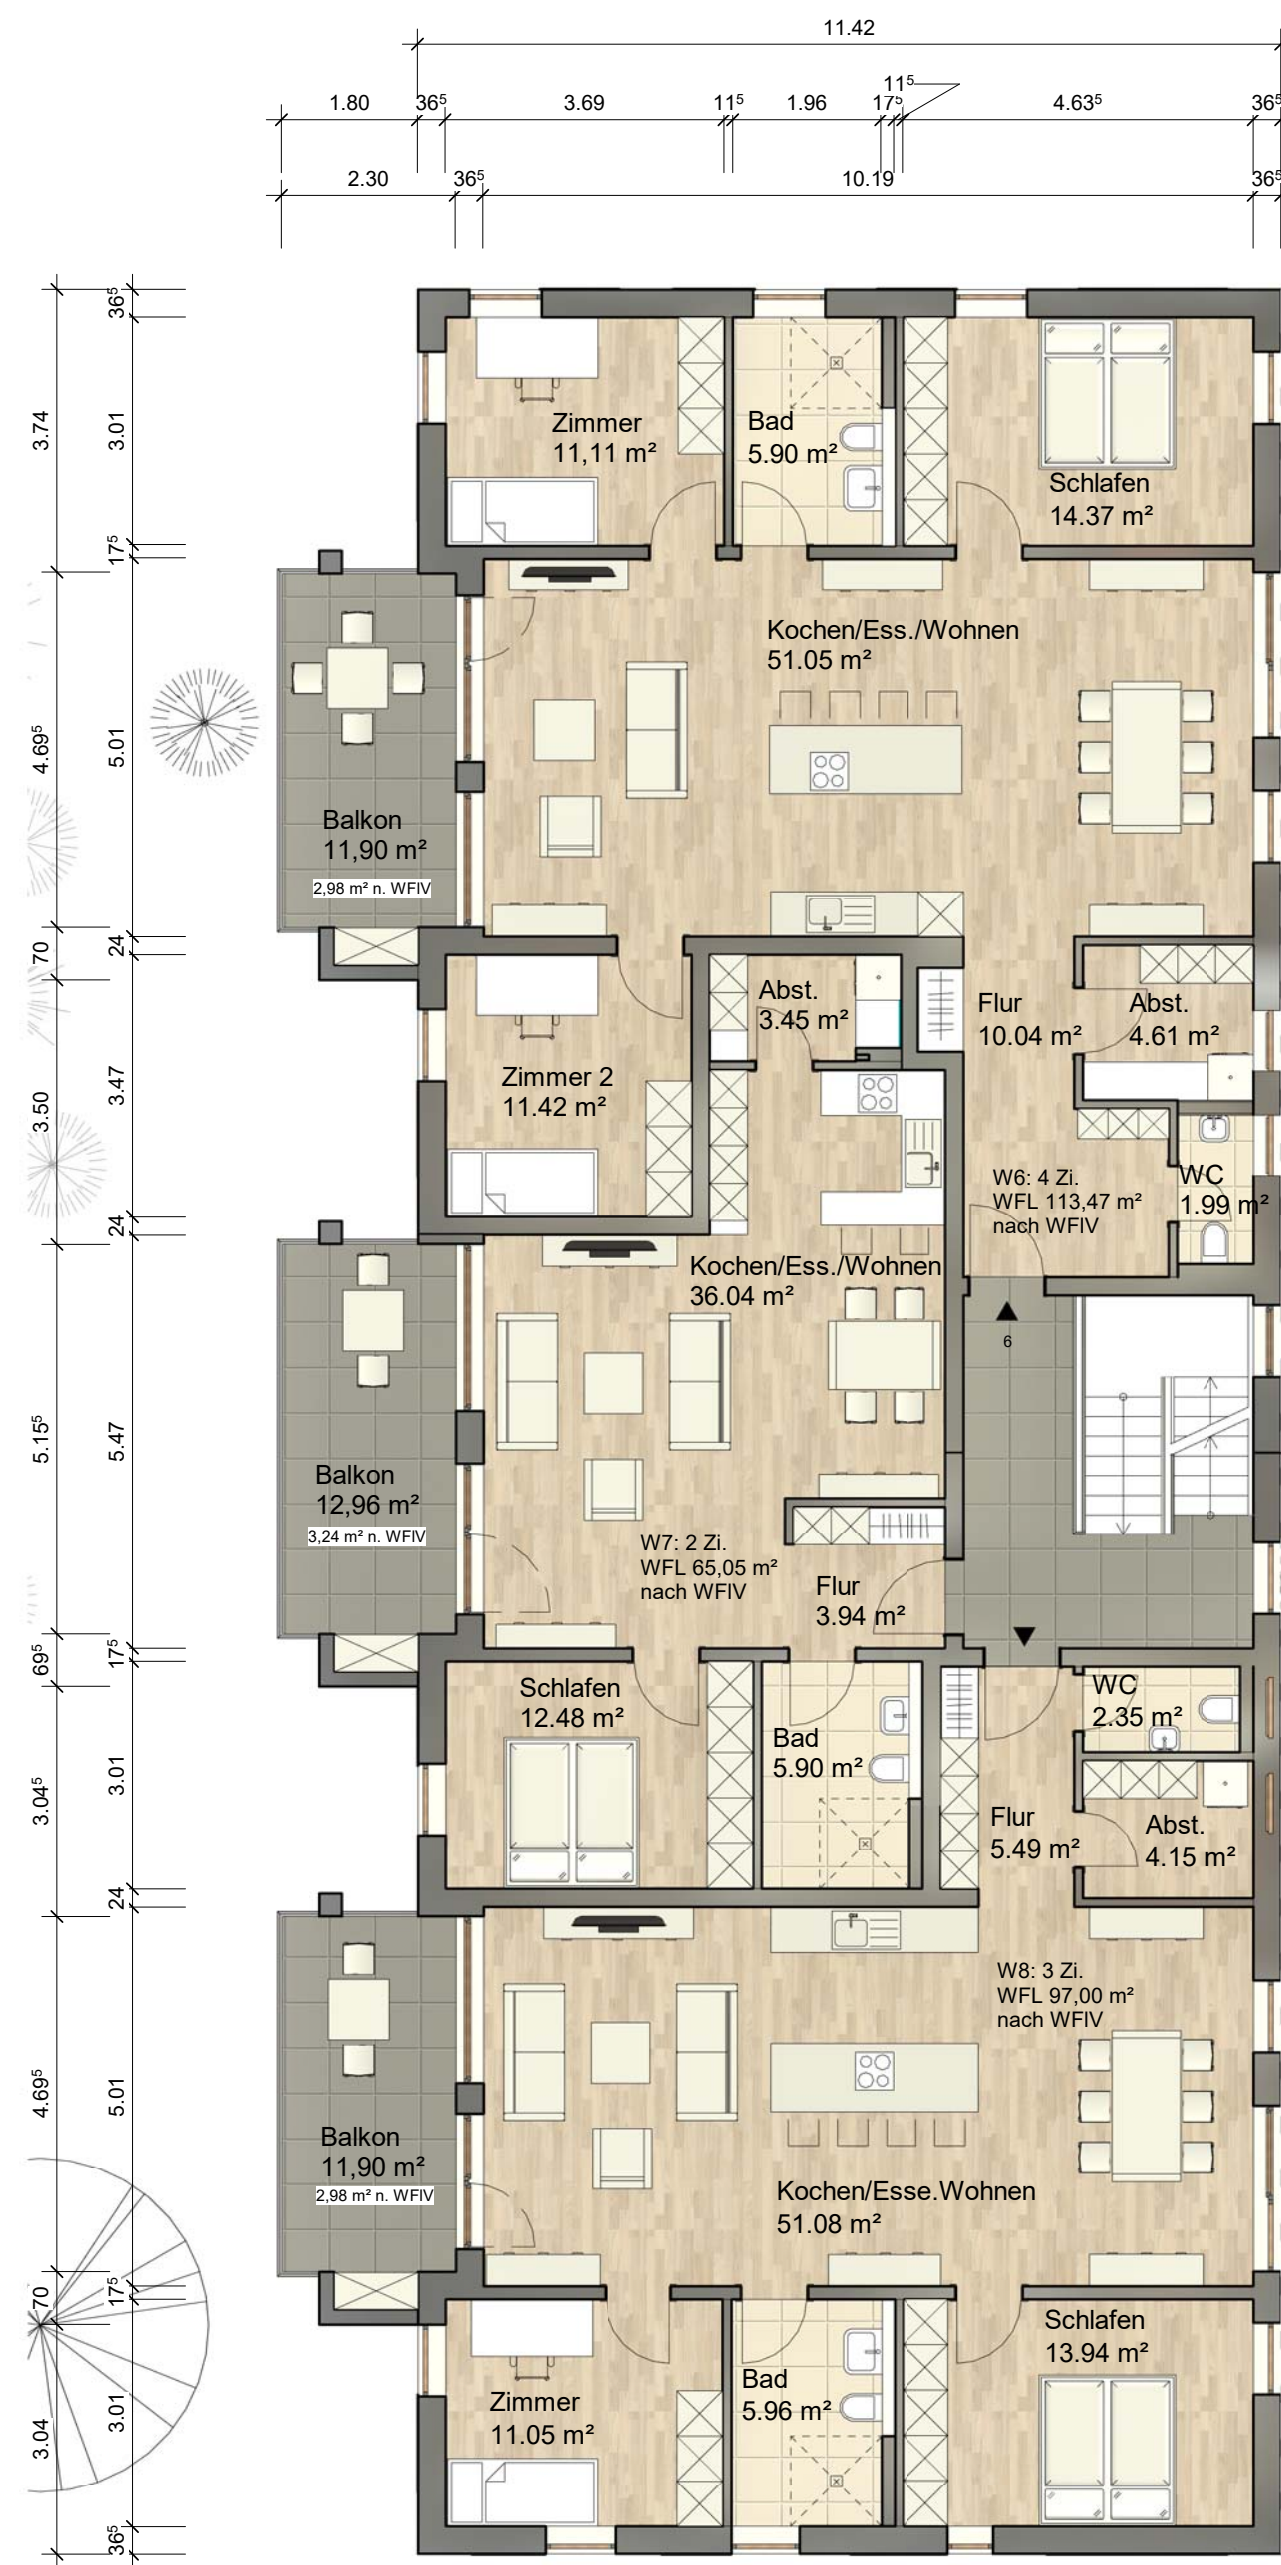 11.42
11⁵
1.80 36⁵ 3.69 11⁵ 1.96 17⁵ 4.63⁵ 36⁵
2.30 36⁵ 10.19 36⁵
36⁵
3.74 3.01
17⁵
4.69⁵ 5.01
70 24
3.50 3.47
24
5.15⁵ 5.47
69⁵ 17⁵
3.04⁵ 3.01
24
4.69⁵ 5.01
70 17⁵
3.04 3.01
36⁵
Zimmer
11,11 m²
Bad
5.90 m²
Schlafen
14.37 m²
Kochen/Ess./Wohnen
51.05 m²
Balkon
11,90 m²
2,98 m² n. WFlV
Zimmer 2
11.42 m²
Abst.
3.45 m²
Flur
10.04 m²
Abst.
4.61 m²
W6: 4 Zi.
WFL 113,47 m²
nach WFlV
WC
1.99 m²
6
Kochen/Ess./Wohnen
36.04 m²
Balkon
12,96 m²
3,24 m² n. WFlV
W7: 2 Zi.
WFL 65,05 m²
nach WFlV
Flur
3.94 m²
Schlafen
12.48 m²
Bad
5.90 m²
WC
2.35 m²
Flur
5.49 m²
Abst.
4.15 m²
W8: 3 Zi.
WFL 97,00 m²
nach WFlV
Balkon
11,90 m²
2,98 m² n. WFlV
Kochen/Esse.Wohnen
51.08 m²
Zimmer
11.05 m²
Bad
5.96 m²
Schlafen
13.94 m²